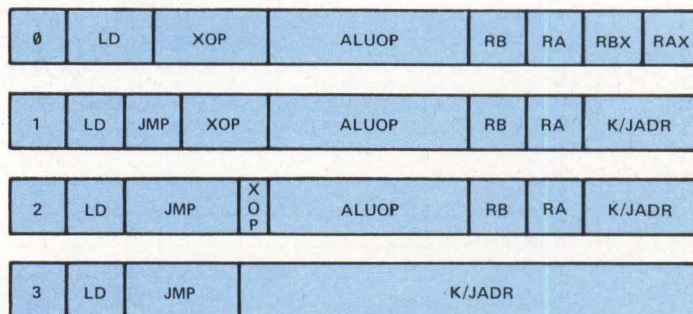 Ø LD XOP ALUOP RB RA RBX RAX
1 LD JMP XOP ALUOP RB RA K/JADR
2 LD JMP XOP ALUOP RB RA K/JADR
3 LD JMP K/JADR